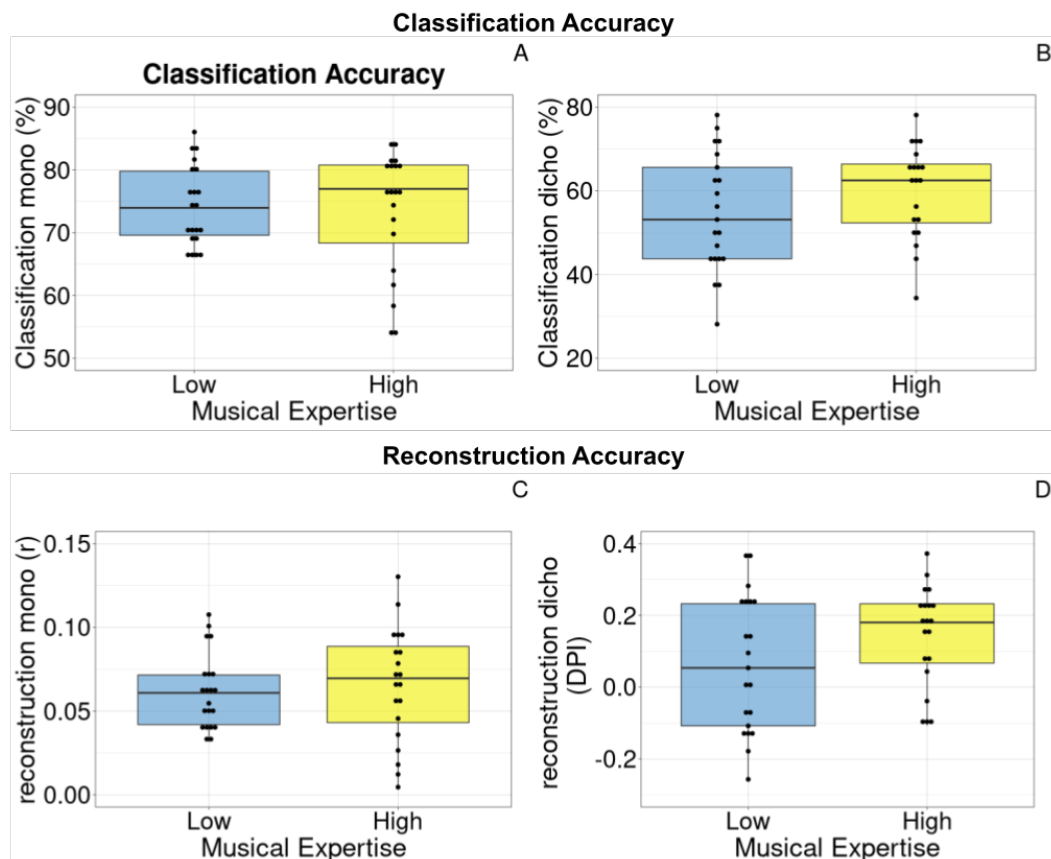 Classification Accuracy
A
Classification Accuracy
Classification mono (%)
90
80
70
60
50
Low
High
Musical Expertise
B
Classification dicho (%)
80
60
40
20
Low
High
Musical Expertise
Reconstruction Accuracy
C
reconstruction mono (r)
0.15
0.10
0.05
0.00
Low
High
Musical Expertise
D
reconstruction dicho
(DPI)
0.4
0.2
0.0
-0.2
Low
High
Musical Expertise